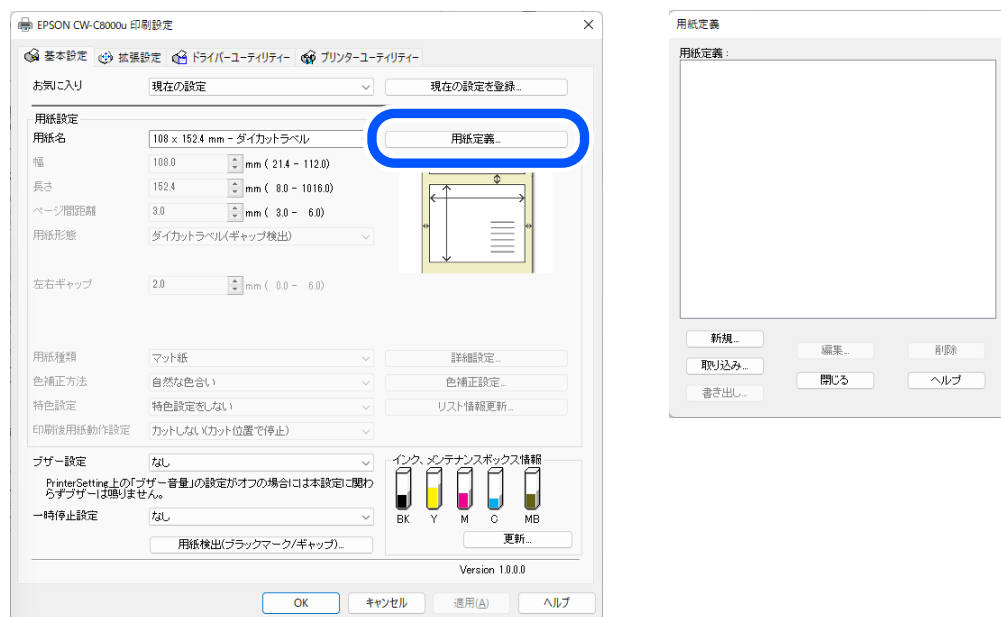 EPSON CW-C8000u 印刷設定
基本設定 拡張設定 ドライバーユーティリティー プリンターユーティリティー
お気に入り 現在の設定 現在の設定を登録...
用紙設定
用紙名 108 x 152.4 mm - ダイカットラベル 用紙定義...
幅 108.0 mm ( 21.4 - 112.0)
長さ 152.4 mm ( 8.0 - 1016.0)
ページ間距離 3.0 mm ( 3.0 - 6.0)
用紙形態 ダイカットラベル(ギャップ検出)
左右ギャップ 2.0 mm ( 0.0 - 6.0)
用紙種類 マット紙 詳細設定...
色補正方法 自然な色合い 色補正設定...
特色設定 特色設定をしない リスト情報更新...
印刷後用紙動作設定 カットしない(カット位置で停止)
ブザー設定 なし
PrinterSetting上の「ブザー音量」の設定がオフの場合には本設定に関わ
らずブザーは鳴りません。
一時停止設定 なし
用紙検出(ブラックマーク/ギャップ)...
インク、メンテナンスボックス情報
BK Y M C MB
更新...
Version 1.0.0.0
OK キャンセル 適用(A) ヘルプ
用紙定義
用紙定義 :
新規... 編集... 削除
取り込み... 閉じる ヘルプ
書き出し...